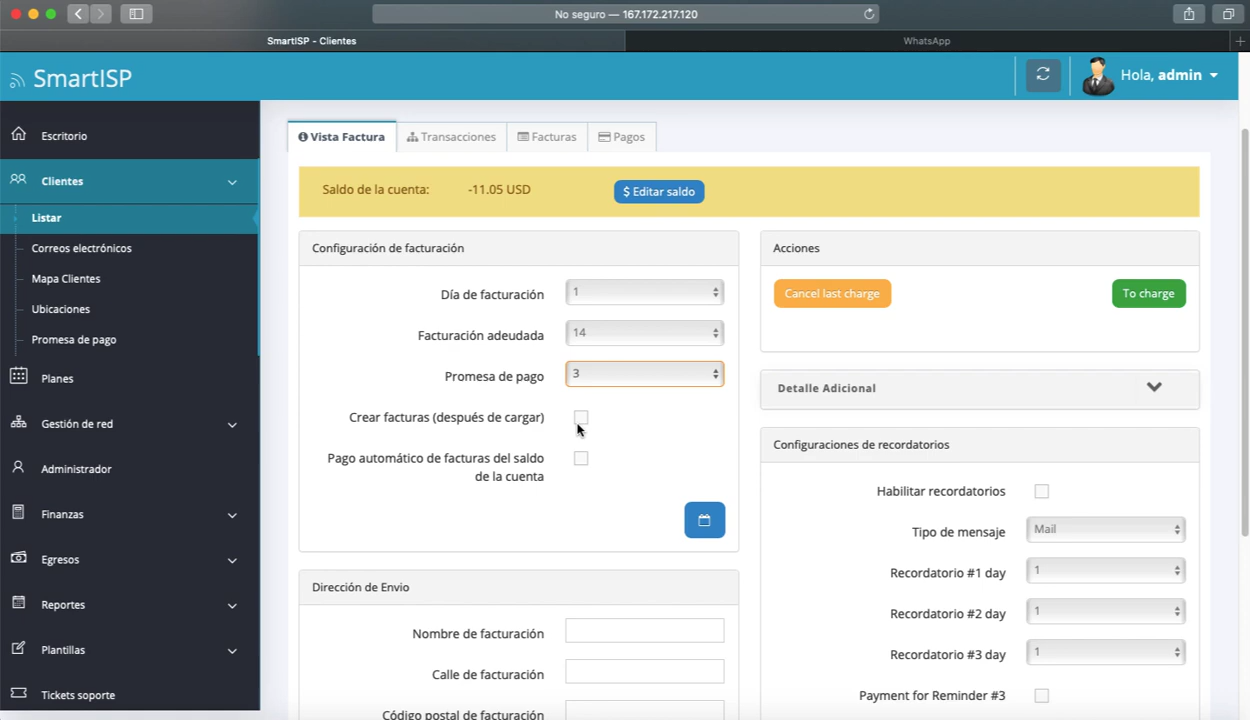 No seguro — 167.172.217.120
SmartISP - Clientes
WhatsApp
SmartISP
Hola, admin
Escritorio
Clientes
Listar
Correos electrónicos
Mapa Clientes
Ubicaciones
Promesa de pago
Planes
Gestión de red
Administrador
Finanzas
Egresos
Reportes
Plantillas
Tickets soporte
Vista Factura
Transacciones
Facturas
Pagos
Saldo de la cuenta: -11.05 USD
$ Editar saldo
Configuración de facturación
Día de facturación 1
Facturación adeudada 14
Promesa de pago 3
Crear facturas (después de cargar)
Pago automático de facturas del saldo
de la cuenta
Dirección de Envio
Nombre de facturación
Calle de facturación
Código postal de facturación
Acciones
Cancel last charge
To charge
Detalle Adicional
Configuraciones de recordatorios
Habilitar recordatorios
Tipo de mensaje Mail
Recordatorio #1 day 1
Recordatorio #2 day 1
Recordatorio #3 day 1
Payment for Reminder #3